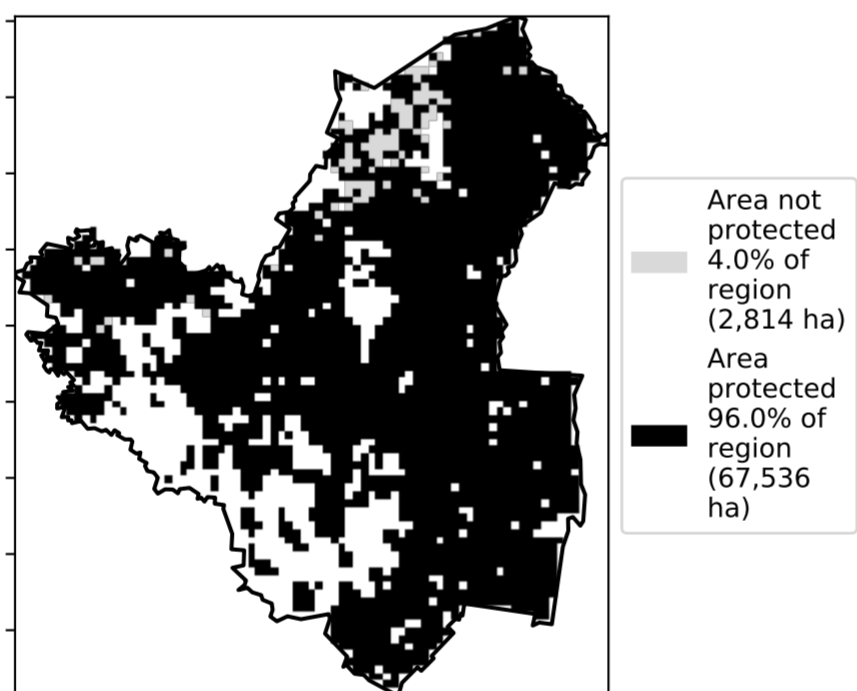 Area not
protected
4.0% of
region
(2,814 ha)
Area
protected
96.0% of
region
(67,536
ha)